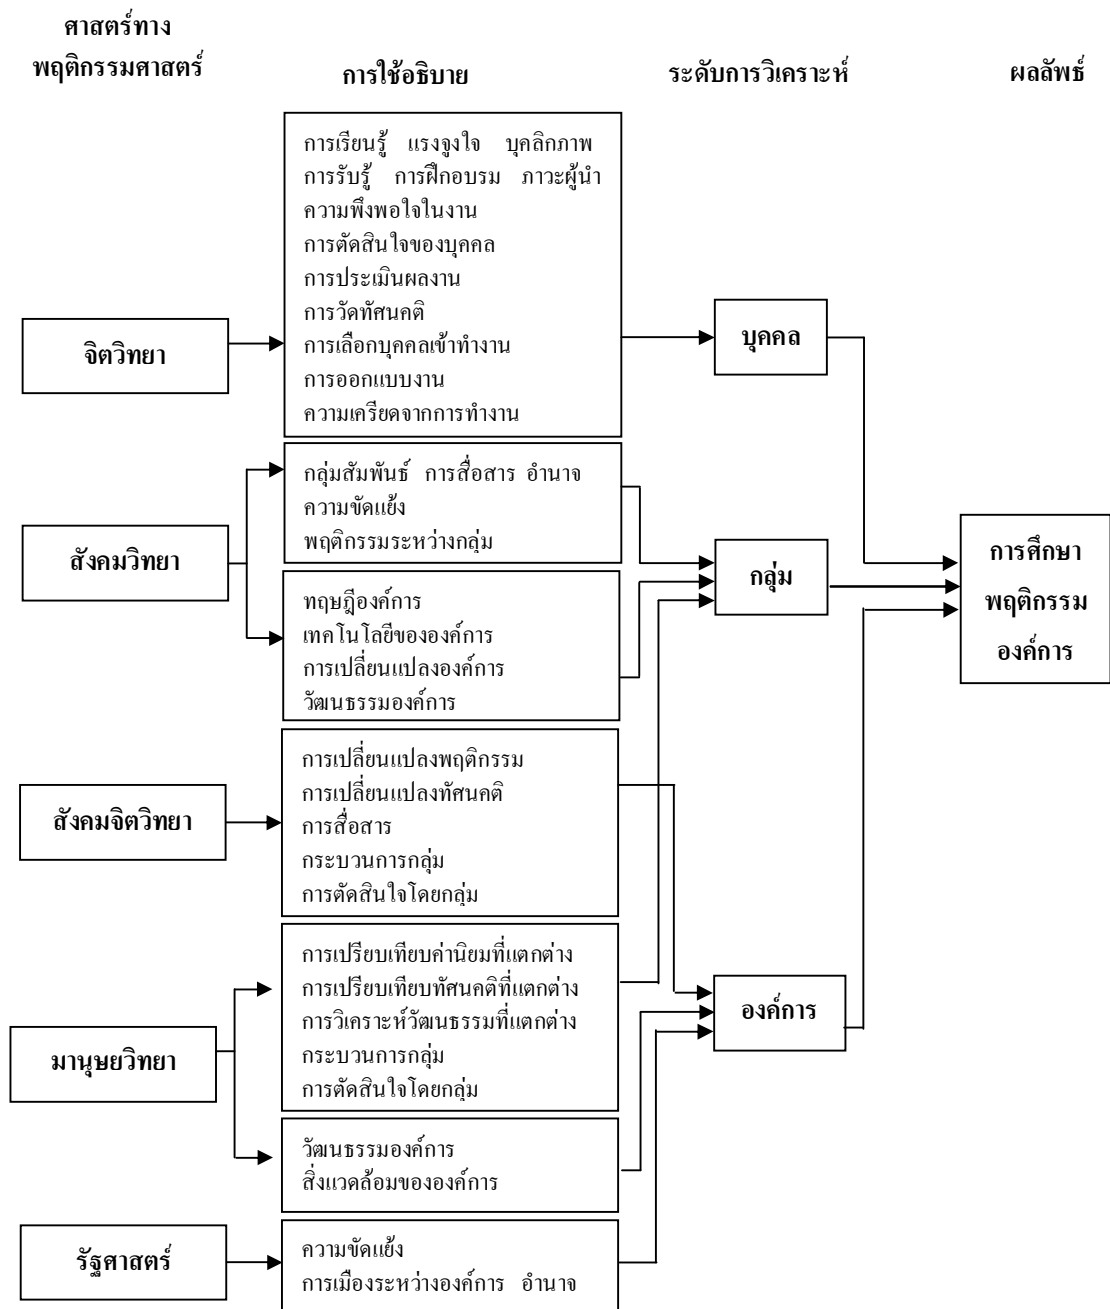 ศาสตร์ทาง
พฤติกรรมศาสตร์
การใช้อธิบาย
ระดับการวิเคราะห์
ผลลัพธ์
จิตวิทยา
การเรียนรู้ แรงจูงใจ บุคลิกภาพ
การรับรู้ การฝึกอบรม ภาวะผู้นำ
ความพึงพอใจในงาน
การตัดสินใจของบุคคล
การประเมินผลงาน
การวัดทัศนคติ
การเลือกบุคคลเข้าทำงาน
การออกแบบงาน
ความเครียดจากการทำงาน
บุคคล
สังคมวิทยา
กลุ่มสัมพันธ์ การสื่อสาร อำนาจ
ความขัดแย้ง
พฤติกรรมระหว่างกลุ่ม
ทฤษฎีองค์การ
เทคโนโลยีขององค์การ
การเปลี่ยนแปลงองค์การ
วัฒนธรรมองค์การ
กลุ่ม
การศึกษา
พฤติกรรม
องค์การ
สังคมจิตวิทยา
การเปลี่ยนแปลงพฤติกรรม
การเปลี่ยนแปลงทัศนคติ
การสื่อสาร
กระบวนการกลุ่ม
การตัดสินใจโดยกลุ่ม
มานุษยวิทยา
การเปรียบเทียบค่านิยมที่แตกต่าง
การเปรียบเทียบทัศนคติที่แตกต่าง
การวิเคราะห์วัฒนธรรมที่แตกต่าง
กระบวนการกลุ่ม
การตัดสินใจโดยกลุ่ม
วัฒนธรรมองค์การ
สิ่งแวดล้อมขององค์การ
องค์การ
รัฐศาสตร์
ความขัดแย้ง
การเมืองระหว่างองค์การ อำนาจ